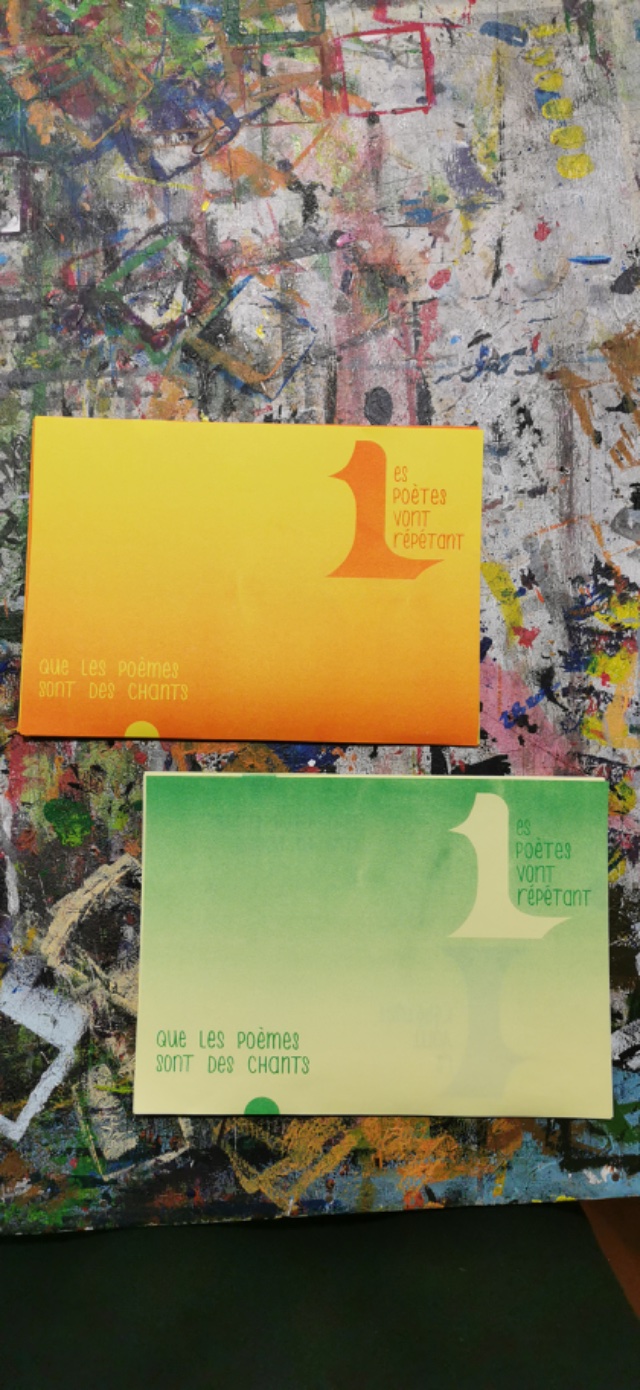 Les
poètes
vont
répétant
que les poèmes
sont des chants
Les
poètes
vont
répétant
que les poèmes
sont des chants